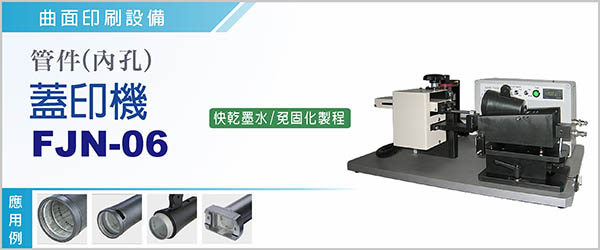 曲面印刷設備
管件(內孔)
蓋印機
FJN-06
快乾墨水/免固化製程
應用例